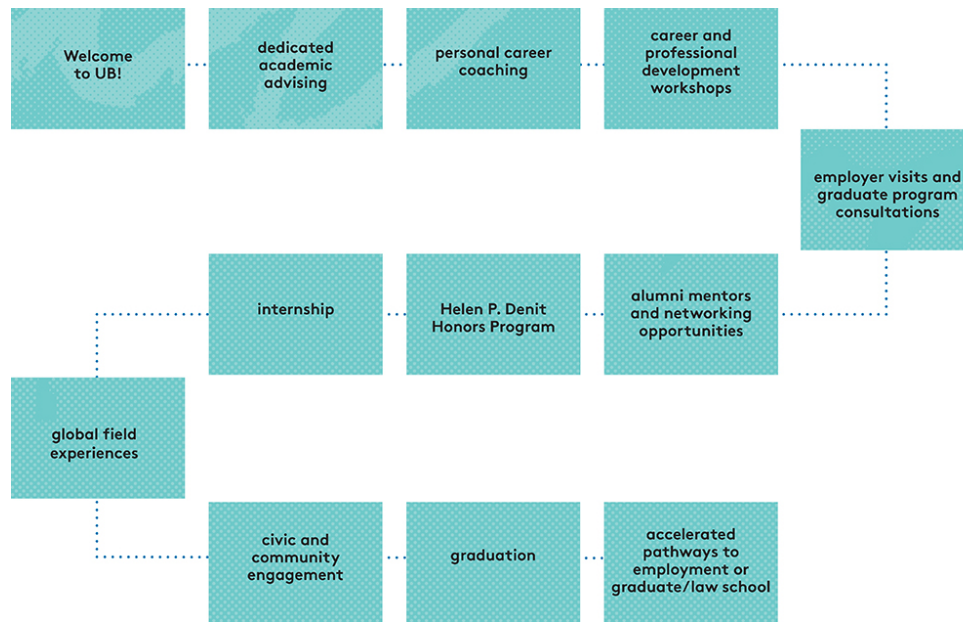 Welcome
to UB!
dedicated
academic
advising
personal career
coaching
career and
professional
development
workshops
employer visits and
graduate program
consultations
alumni mentors
and networking
opportunities
Helen P. Denit
Honors Program
internship
global field
experiences
civic and
community
engagement
graduation
accelerated
pathways to
employment or
graduate/law school